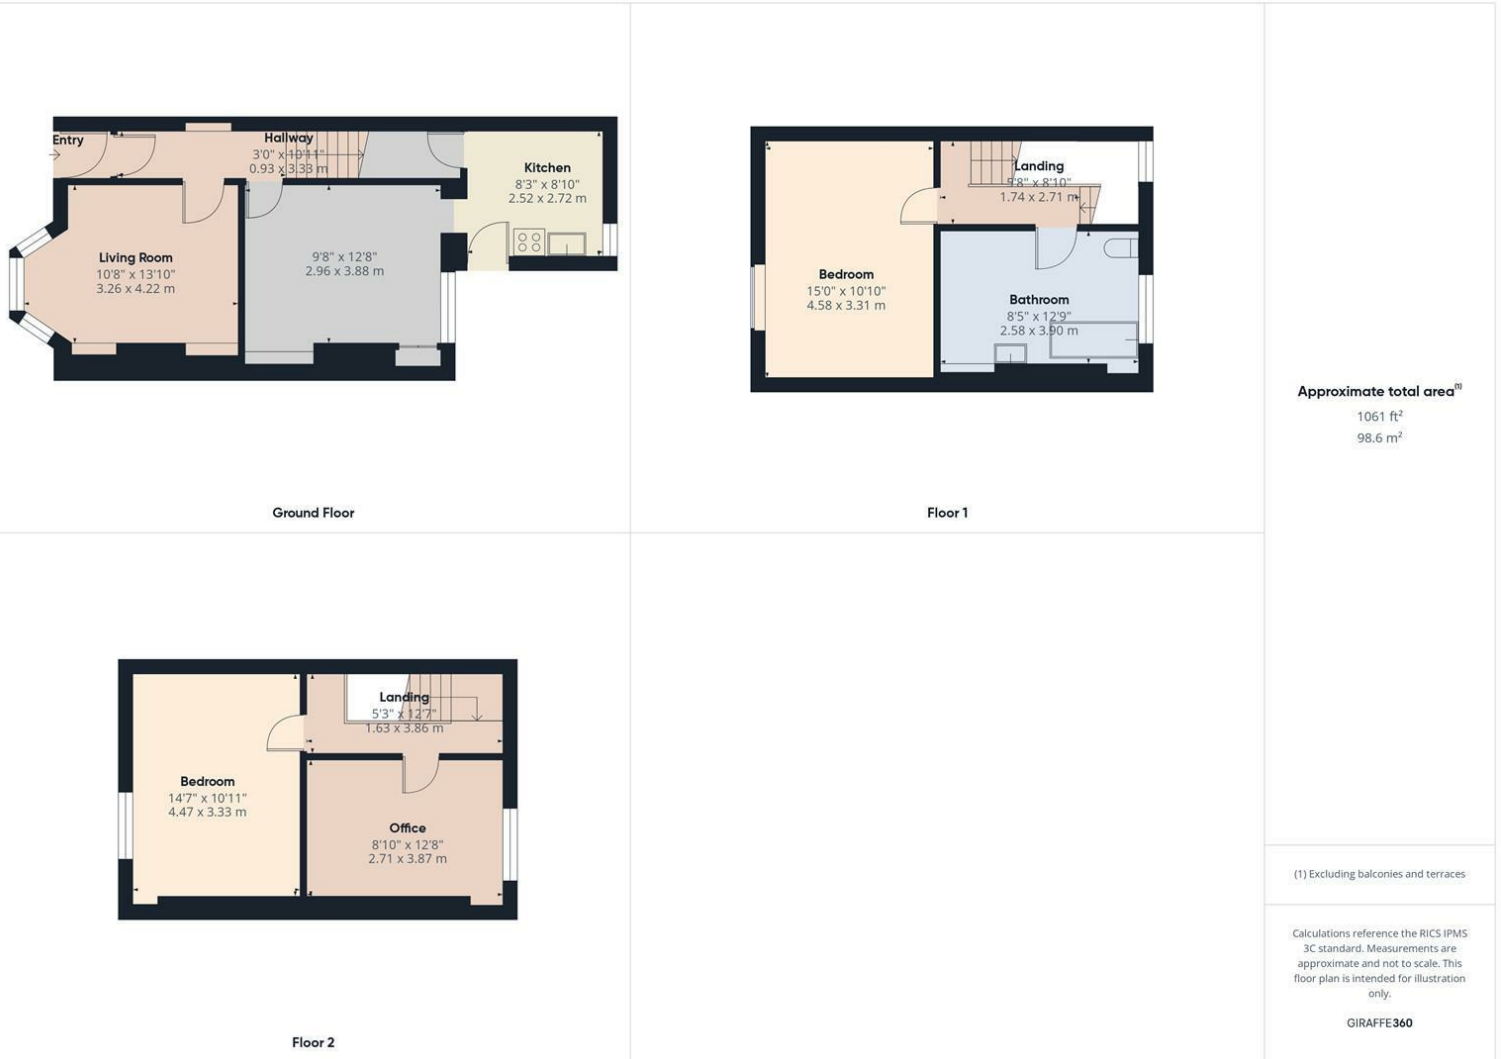 Entry
Hallway
3'0" x 10'11"
0.93 x 3.33 m
Kitchen
8'3" x 8'10"
2.52 x 2.72 m
Living Room
10'8" x 13'10"
3.26 x 4.22 m
9'8" x 12'8"
2.96 x 3.88 m
Ground Floor
Landing
5'8" x 8'10"
1.74 x 2.71 m
Bedroom
15'0" x 10'10"
4.58 x 3.31 m
Bathroom
8'5" x 12'9"
2.58 x 3.90 m
Floor 1
Landing
5'3" x 12'7"
1.63 x 3.86 m
Bedroom
14'7" x 10'11"
4.47 x 3.33 m
Office
8'10" x 12'8"
2.71 x 3.87 m
Floor 2
Approximate total area(1)
1061 ft²
98.6 m²
(1) Excluding balconies and terraces
Calculations reference the RICS IPMS
3C standard. Measurements are
approximate and not to scale. This
floor plan is intended for illustration
only.
GIRAFFE360